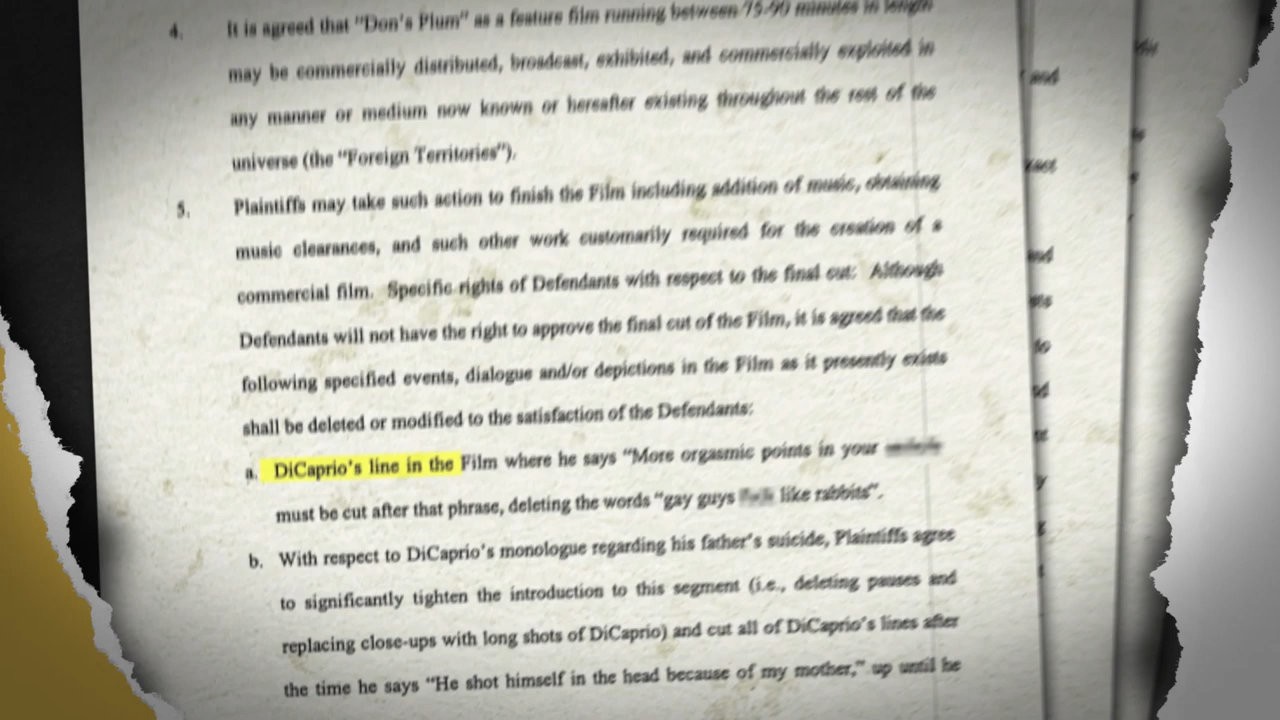 4. It is agreed that "Don's Plum" as a feature film running between 75-90 minutes in length
may be commercially distributed, broadcast, exhibited, and commercially exploited in
any manner or medium now known or hereafter existing throughout the rest of the
universe (the "Foreign Territories").
5. Plaintiffs may take such action to finish the Film including addition of music, obtaining
music clearances, and such other work customarily required for the creation of a
commercial film. Specific rights of Defendants with respect to the final cut: Although
Defendants will not have the right to approve the final cut of the Film, it is agreed that the
following specified events, dialogue and/or depictions in the Film as it presently exists
shall be deleted or modified to the satisfaction of the Defendants:
a. DiCaprio's line in the Film where he says "More orgasmic points in your
must be cut after that phrase, deleting the words "gay guys like rabbits".
b. With respect to DiCaprio's monologue regarding his father's suicide, Plaintiffs agree
to significantly tighten the introduction to this segment (i.e., deleting pauses and
replacing close-ups with long shots of DiCaprio) and cut all of DiCaprio's lines after
the time he says "He shot himself in the head because of my mother," up until he
and
and
to
y